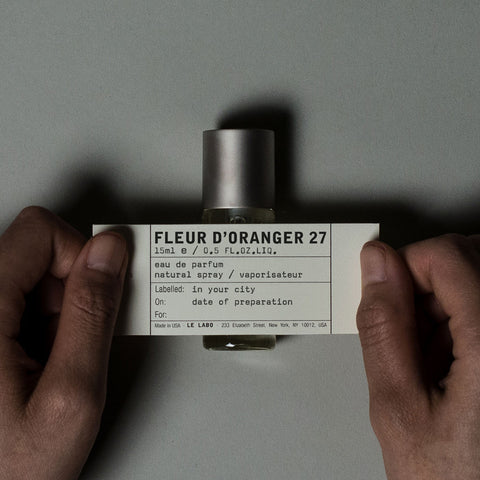 FLEUR D'ORANGER 27
15ml ℮ / 0.5 FL.OZ.LIQ.
eau de parfum
natural spray / vaporisateur
Labelled: in your city
On: date of preparation
For:
Made in USA LE LABO · 233 Elizabeth Street, New York, NY 10012, USA